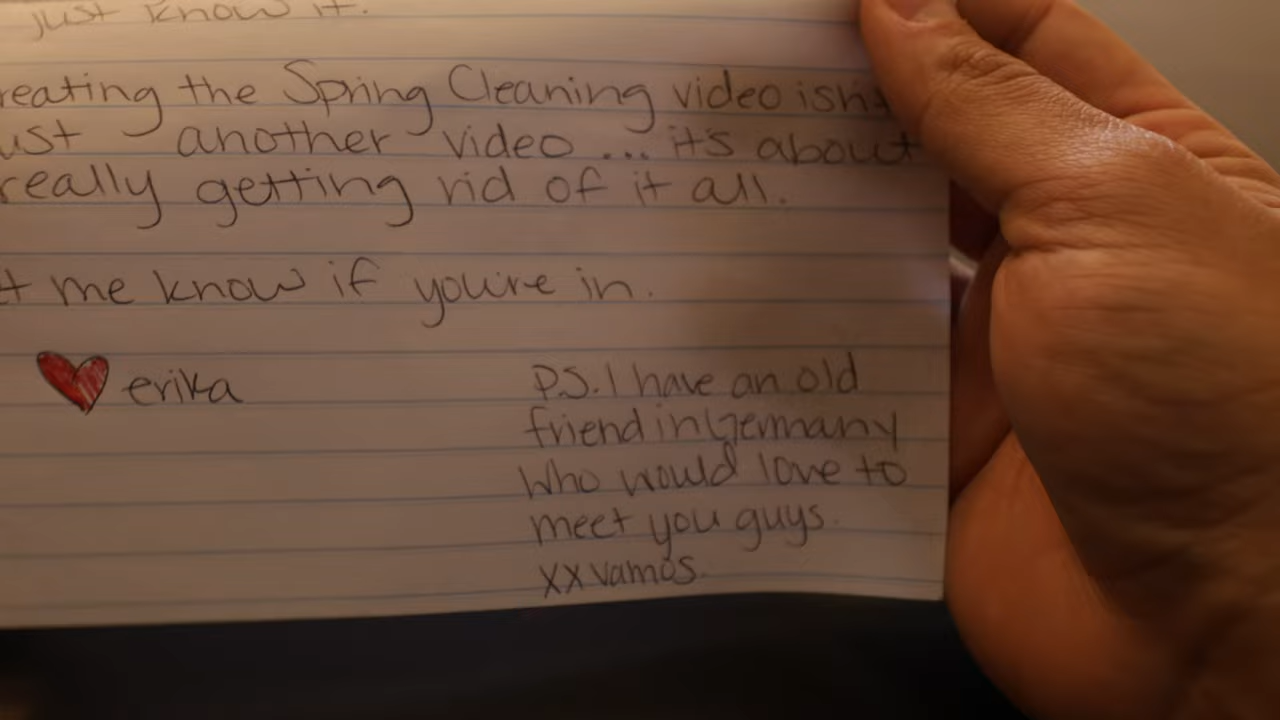 just know it.
reating the Spring Cleaning video isn't
ust another video... it's about
really getting rid of it all.
t me know if you're in.
erika
P.S. I have an old
friend in Germany
who would love to
meet you guys.
xx vamos.